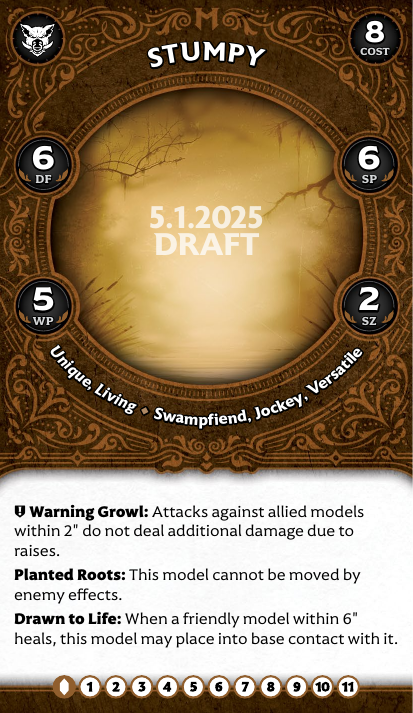 STUMPY
8
COST
6
DF
6
SP
5.1.2025
DRAFT
5
WP
2
SZ
Unique, Living ◆ Swampfiend, Jockey, Versatile
Warning Growl: Attacks against allied models
within 2" do not deal additional damage due to
raises.
Planted Roots: This model cannot be moved by
enemy effects.
Drawn to Life: When a friendly model within 6"
heals, this model may place into base contact with it.
1 2 3 4 5 6 7 8 9 10 11